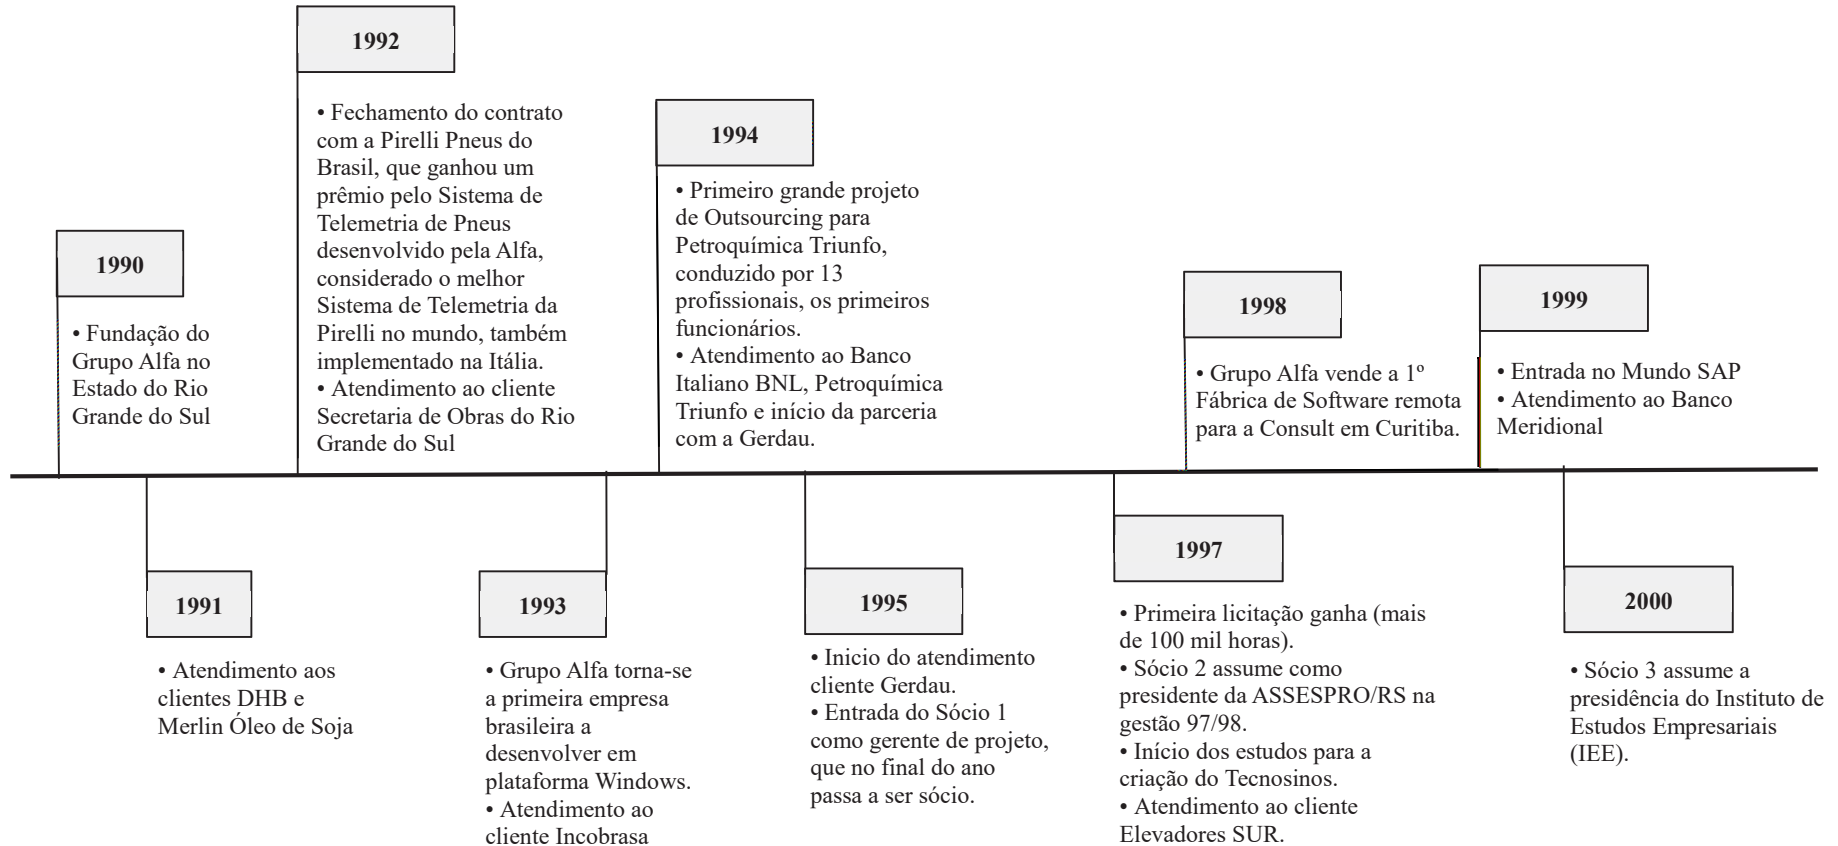 1992
• Fechamento do contrato
com a Pirelli Pneus do
Brasil, que ganhou um
prêmio pelo Sistema de
Telemetria de Pneus
desenvolvido pela Alfa,
considerado o melhor
Sistema de Telemetria da
Pirelli no mundo, também
implementado na Itália.
• Atendimento ao cliente
Secretaria de Obras do Rio
Grande do Sul
1994
• Primeiro grande projeto
de Outsourcing para
Petroquímica Triunfo,
conduzido por 13
profissionais, os primeiros
funcionários.
• Atendimento ao Banco
Italiano BNL, Petroquímica
Triunfo e início da parceria
com a Gerdau.
1990
• Fundação do
Grupo Alfa no
Estado do Rio
Grande do Sul
1998
• Grupo Alfa vende a 1º
Fábrica de Software remota
para a Consult em Curitiba.
1999
• Entrada no Mundo SAP
• Atendimento ao Banco
Meridional
1991
• Atendimento aos
clientes DHB e
Merlin Óleo de Soja
1993
• Grupo Alfa torna-se
a primeira empresa
brasileira a
desenvolver em
plataforma Windows.
• Atendimento ao
cliente Incobrasa
1995
• Inicio do atendimento
cliente Gerdau.
• Entrada do Sócio 1
como gerente de projeto,
que no final do ano
passa a ser sócio.
1997
• Primeira licitação ganha (mais
de 100 mil horas).
• Sócio 2 assume como
presidente da ASSESPRO/RS na
gestão 97/98.
• Início dos estudos para a
criação do Tecnosinos.
• Atendimento ao cliente
Elevadores SUR.
2000
• Sócio 3 assume a
presidência do Instituto de
Estudos Empresariais
(IEE).